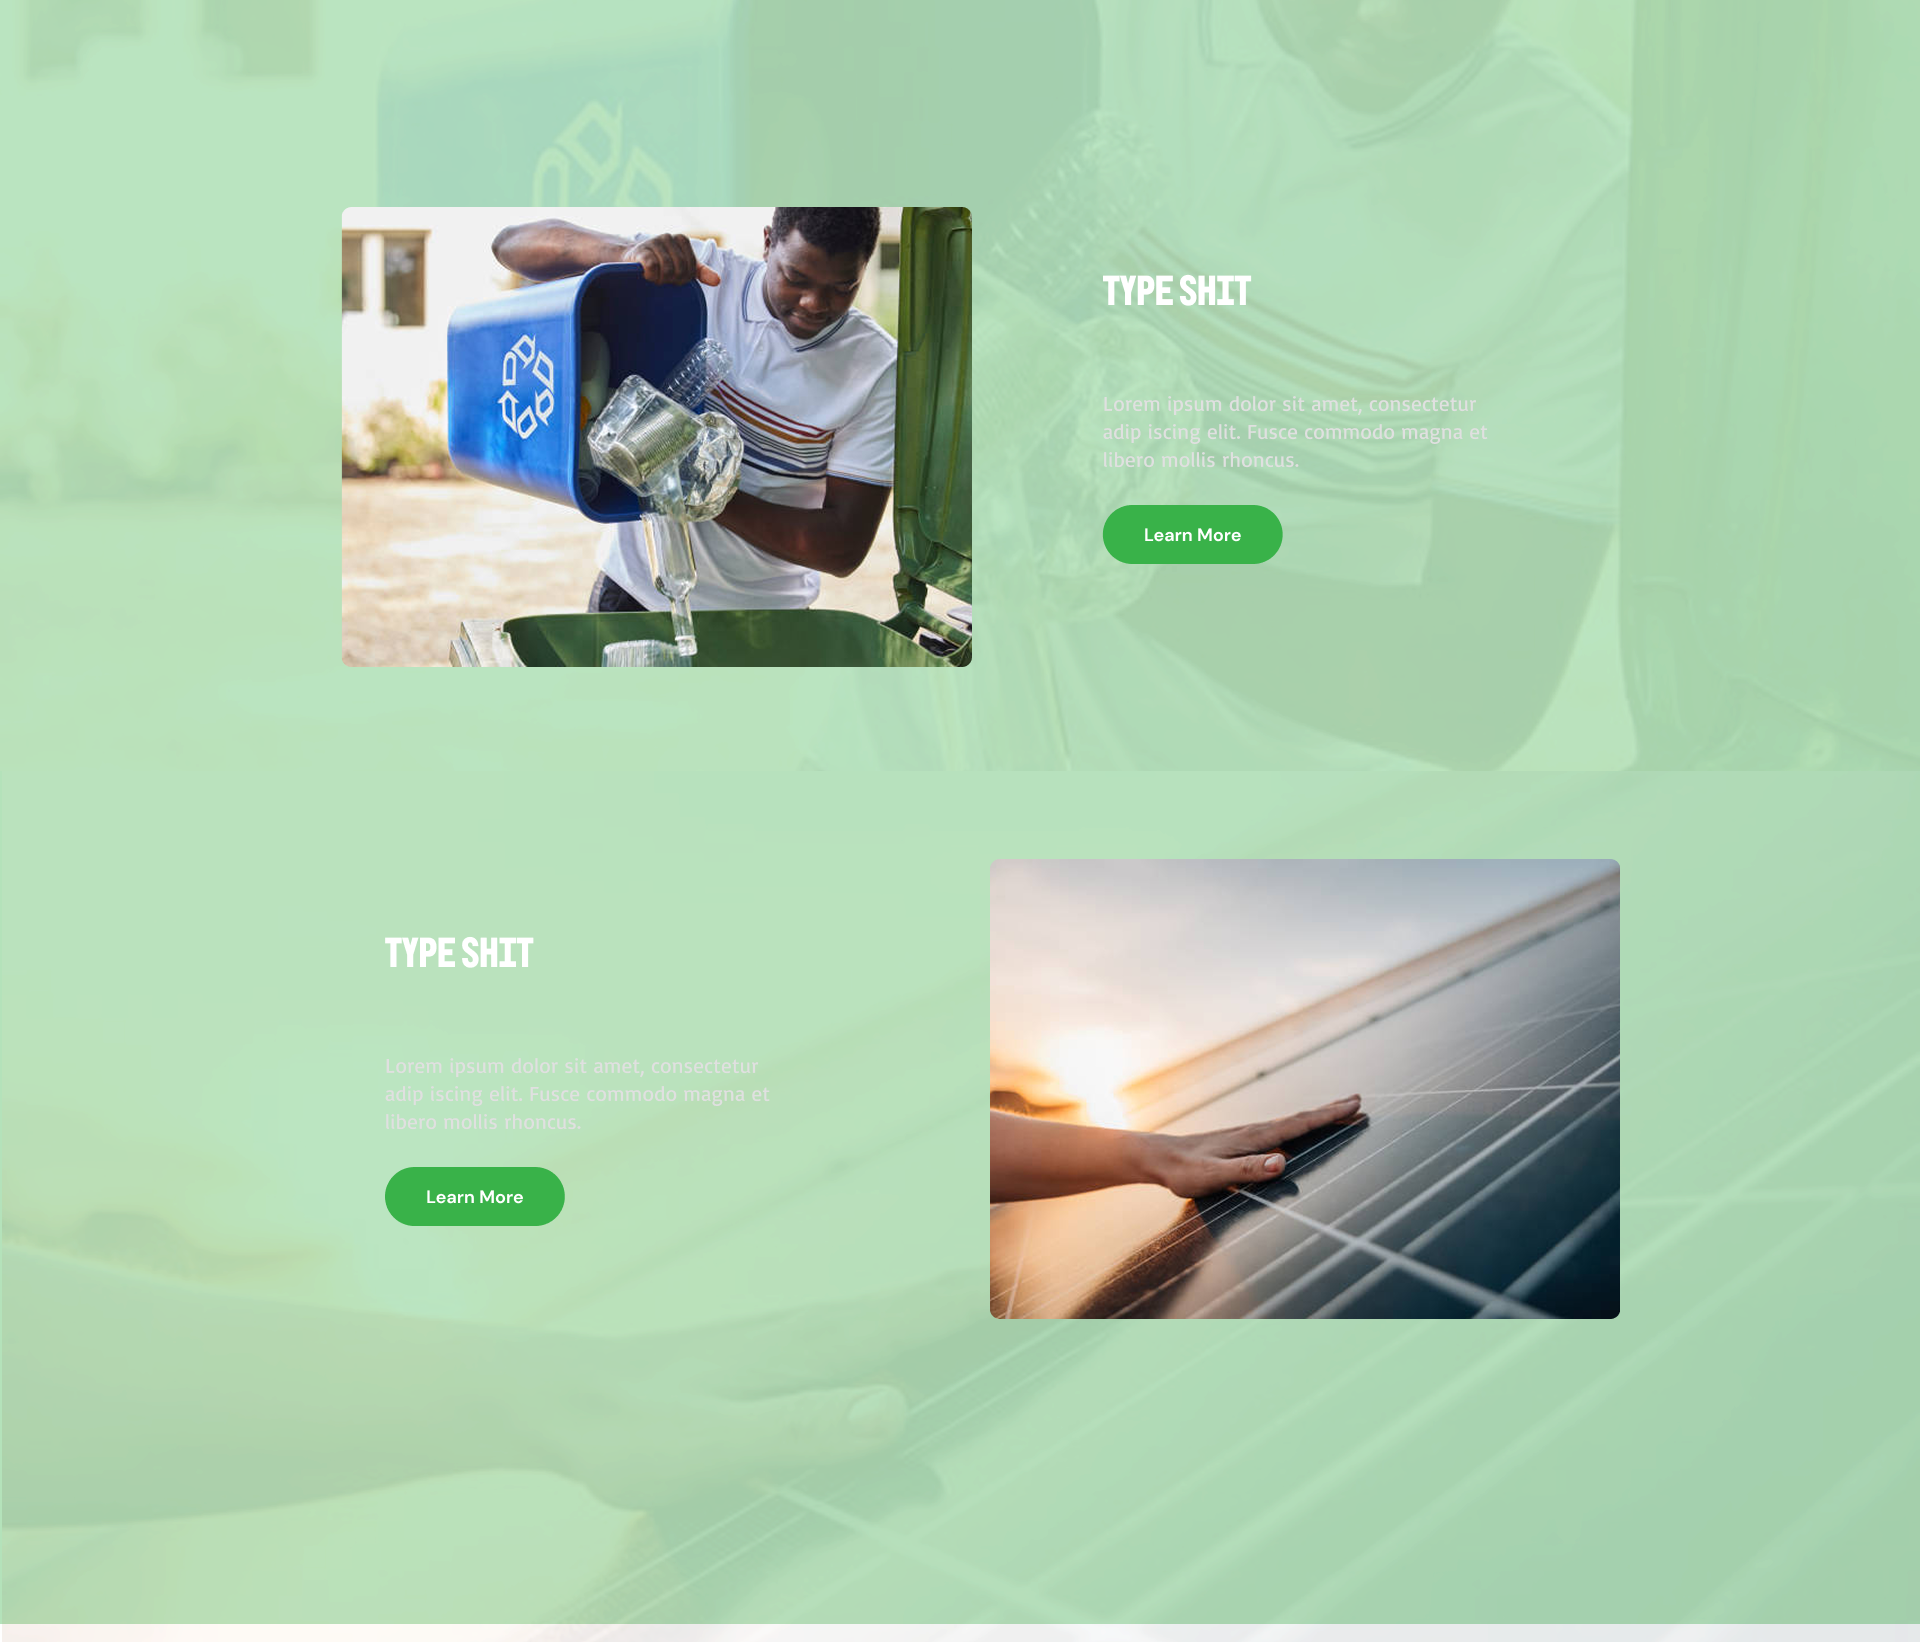 TYPE SHIT
Lorem ipsum dolor sit amet, consectetur
adip iscing elit. Fusce commodo magna et
libero mollis rhoncus.
Learn More
TYPE SHIT
Lorem ipsum dolor sit amet, consectetur
adip iscing elit. Fusce commodo magna et
libero mollis rhoncus.
Learn More